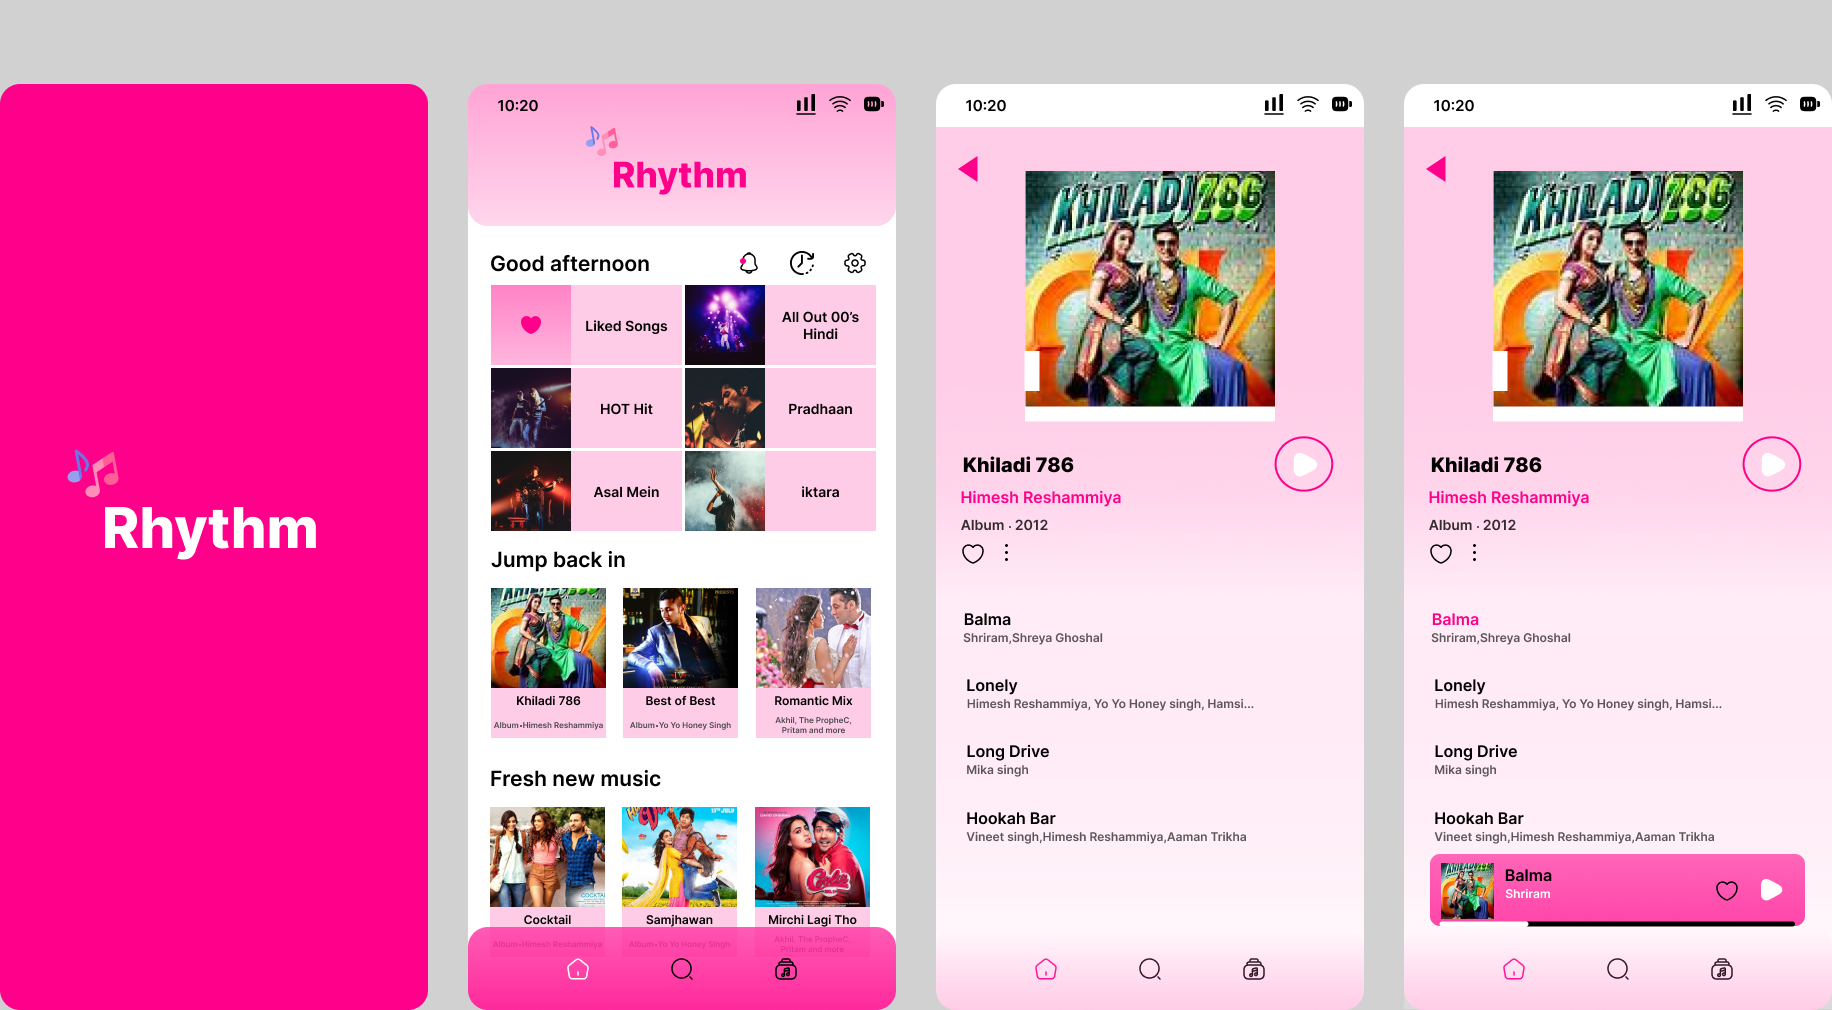 Rhythm
10:20
Rhythm
Good afternoon
Liked Songs
All Out 00's
Hindi
HOT Hit
Pradhaan
Asal Mein
iktara
Jump back in
Khiladi 786
Album•Himesh Reshammiya
Best of Best
Album•Yo Yo Honey Singh
Romantic Mix
Akhil, The PropheC,
Pritam and more
Fresh new music
Cocktail
Album•Himesh Reshammiya
Samjhawan
Album•Yo Yo Honey Singh
Mirchi Lagi Tho
Akhil, The PropheC,
Pritam and more
10:20
KHILADI 786
Khiladi 786
Himesh Reshammiya
Album · 2012
Balma
Shriram,Shreya Ghoshal
Lonely
Himesh Reshammiya, Yo Yo Honey singh, Hamsi...
Long Drive
Mika singh
Hookah Bar
Vineet singh,Himesh Reshammiya,Aaman Trikha
10:20
KHILADI 786
Khiladi 786
Himesh Reshammiya
Album · 2012
Balma
Shriram,Shreya Ghoshal
Lonely
Himesh Reshammiya, Yo Yo Honey singh, Hamsi...
Long Drive
Mika singh
Hookah Bar
Vineet singh,Himesh Reshammiya,Aaman Trikha
Balma
Shriram